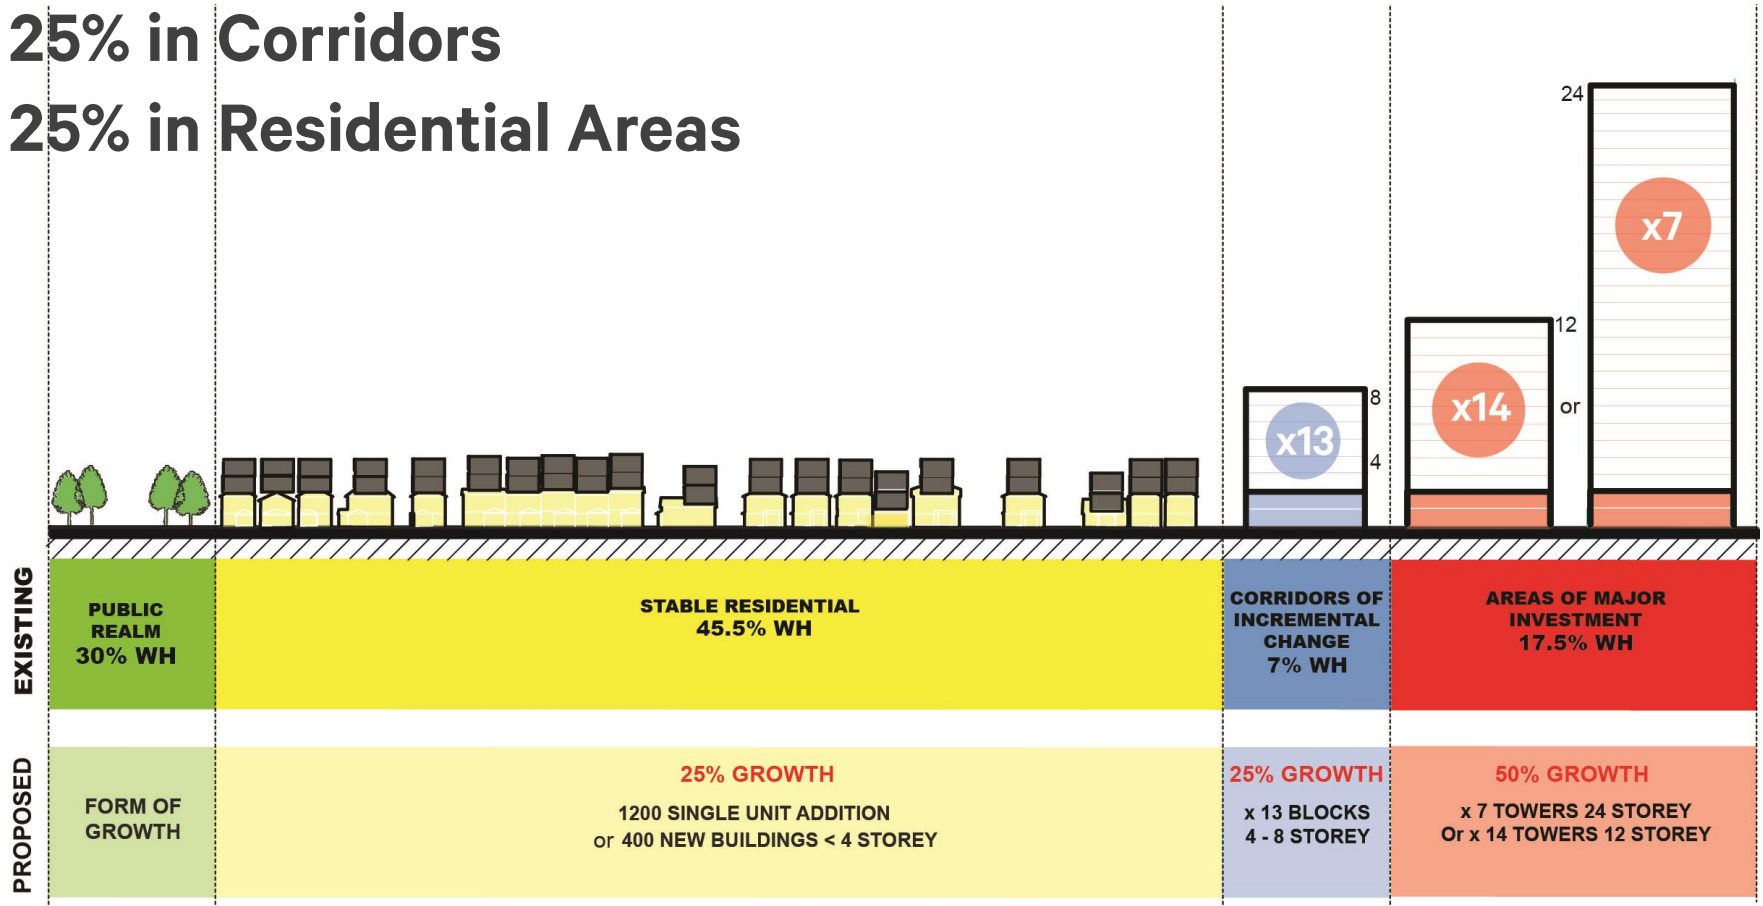 25% in Corridors
25% in Residential Areas
24
x7
12
or
x14
8
4
x13
EXISTING
PUBLIC
REALM
30% WH
STABLE RESIDENTIAL
45.5% WH
CORRIDORS OF
INCREMENTAL
CHANGE
7% WH
AREAS OF MAJOR
INVESTMENT
17.5% WH
PROPOSED
FORM OF
GROWTH
25% GROWTH
1200 SINGLE UNIT ADDITION
or 400 NEW BUILDINGS < 4 STOREY
25% GROWTH
x 13 BLOCKS
4 - 8 STOREY
50% GROWTH
x 7 TOWERS 24 STOREY
Or x 14 TOWERS 12 STOREY